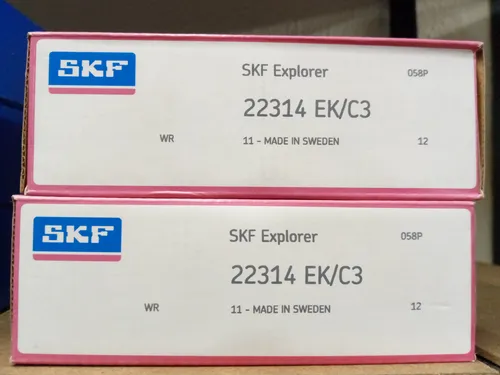 SKF
SKF Explorer 058P
22314 EK/C3
WR 11 - MADE IN SWEDEN 12
SKF
SKF Explorer 058P
22314 EK/C3
WR 11 - MADE IN SWEDEN 12